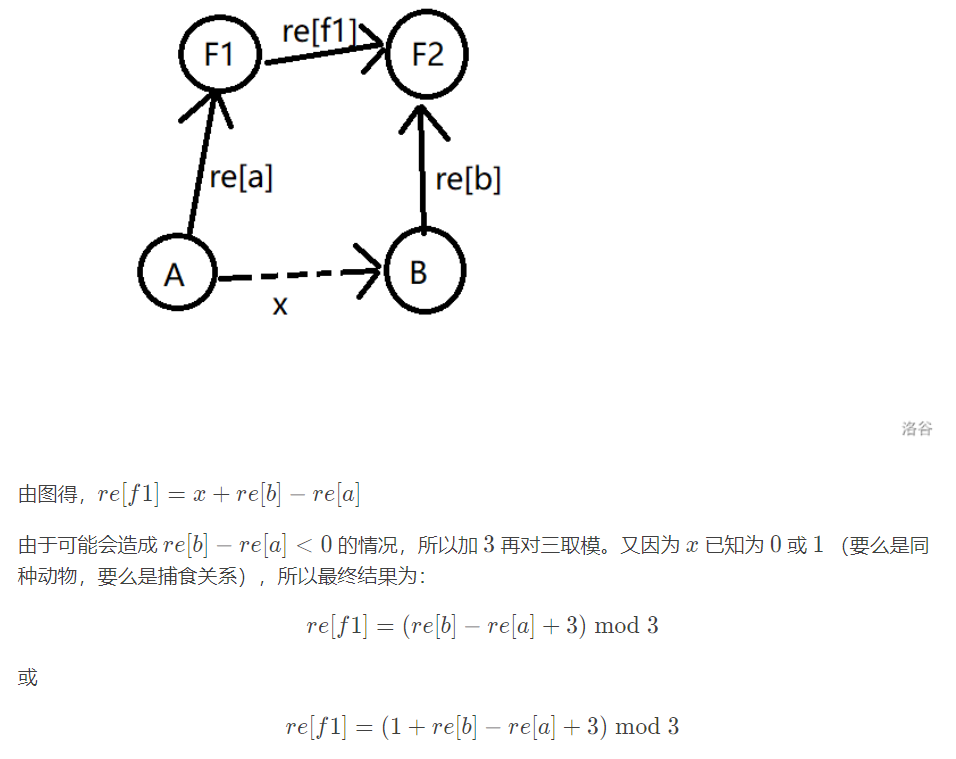 re[f1]
F1
F2
re[a]
re[b]
A
B
x
洛谷
由图得，re[f1] = x + re[b] − re[a]
由于可能会造成 re[b] − re[a] < 0 的情况，所以加 3 再对三取模。又因为 x 已知为 0 或 1 （要么是同
种动物，要么是捕食关系）， 所以最终结果为：
re[f1] = (re[b] − re[a] + 3) mod 3
或
re[f1] = (1 + re[b] − re[a] + 3) mod 3